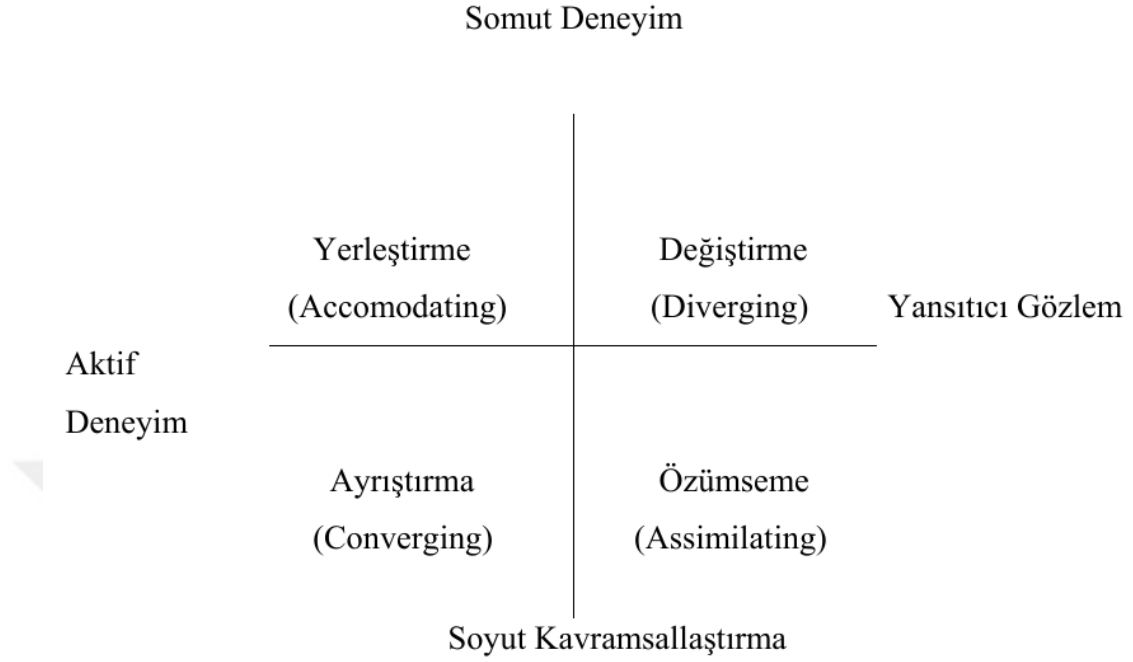 Somut Deneyim
Yerleştirme
(Accomodating)
Değiştirme
(Diverging)
Yansıtıcı Gözlem
Aktif
Deneyim
Ayrıştırma
(Converging)
Özümseme
(Assimilating)
Soyut Kavramsallaştırma